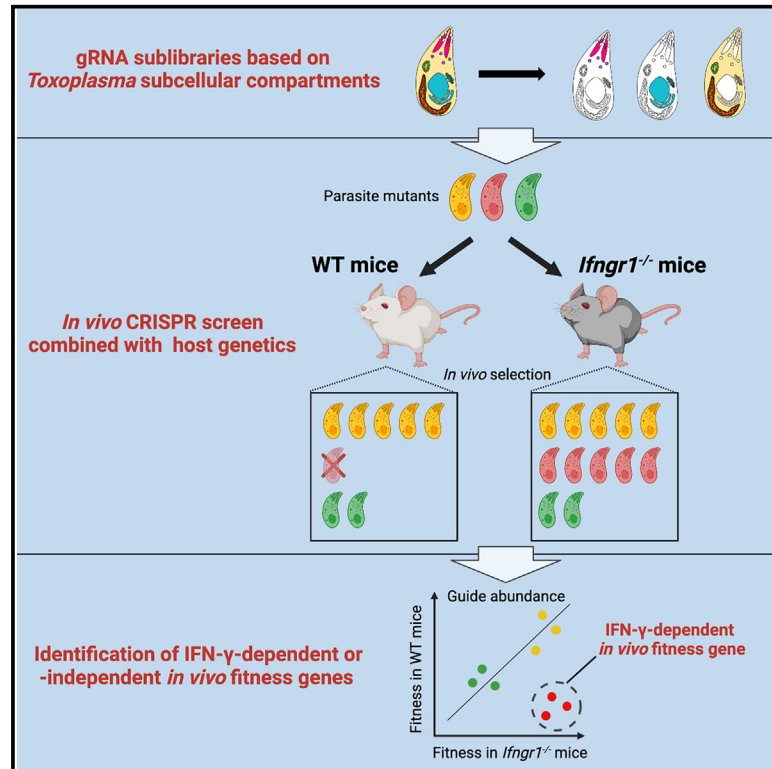 gRNA sublibraries based on
Toxoplasma subcellular compartments
Parasite mutants
WT mice
Ifngr1-/- mice
In vivo CRISPR screen
combined with host genetics
In vivo selection
Identification of IFN-γ-dependent or
-independent in vivo fitness genes
Guide abundance
Fitness in WT mice
IFN-γ-dependent
in vivo fitness gene
Fitness in Ifngr1-/- mice